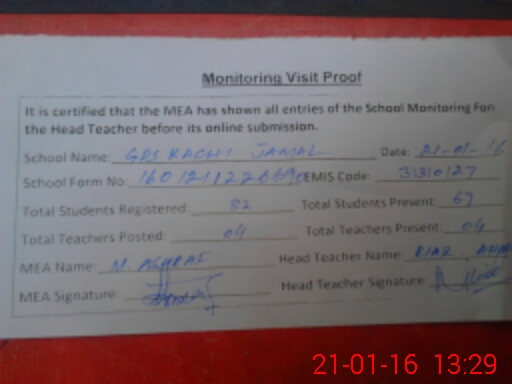 Monitoring Visit Proof
It is certified that the MEA has shown all entries of the School Monitoring For
the Head Teacher before its online submission.
School Name: GPS KACHI JAMAL Date: 21-01-16
School Form No: EMIS Code:
Total Students Registered: Total Students Present: 67
Total Teachers Posted: 04 Total Teachers Present: 04
MEA Name: M. ASHRAF Head Teacher Name: RIAZ
MEA Signature: Head Teacher Signature:
21-01-16 13:29